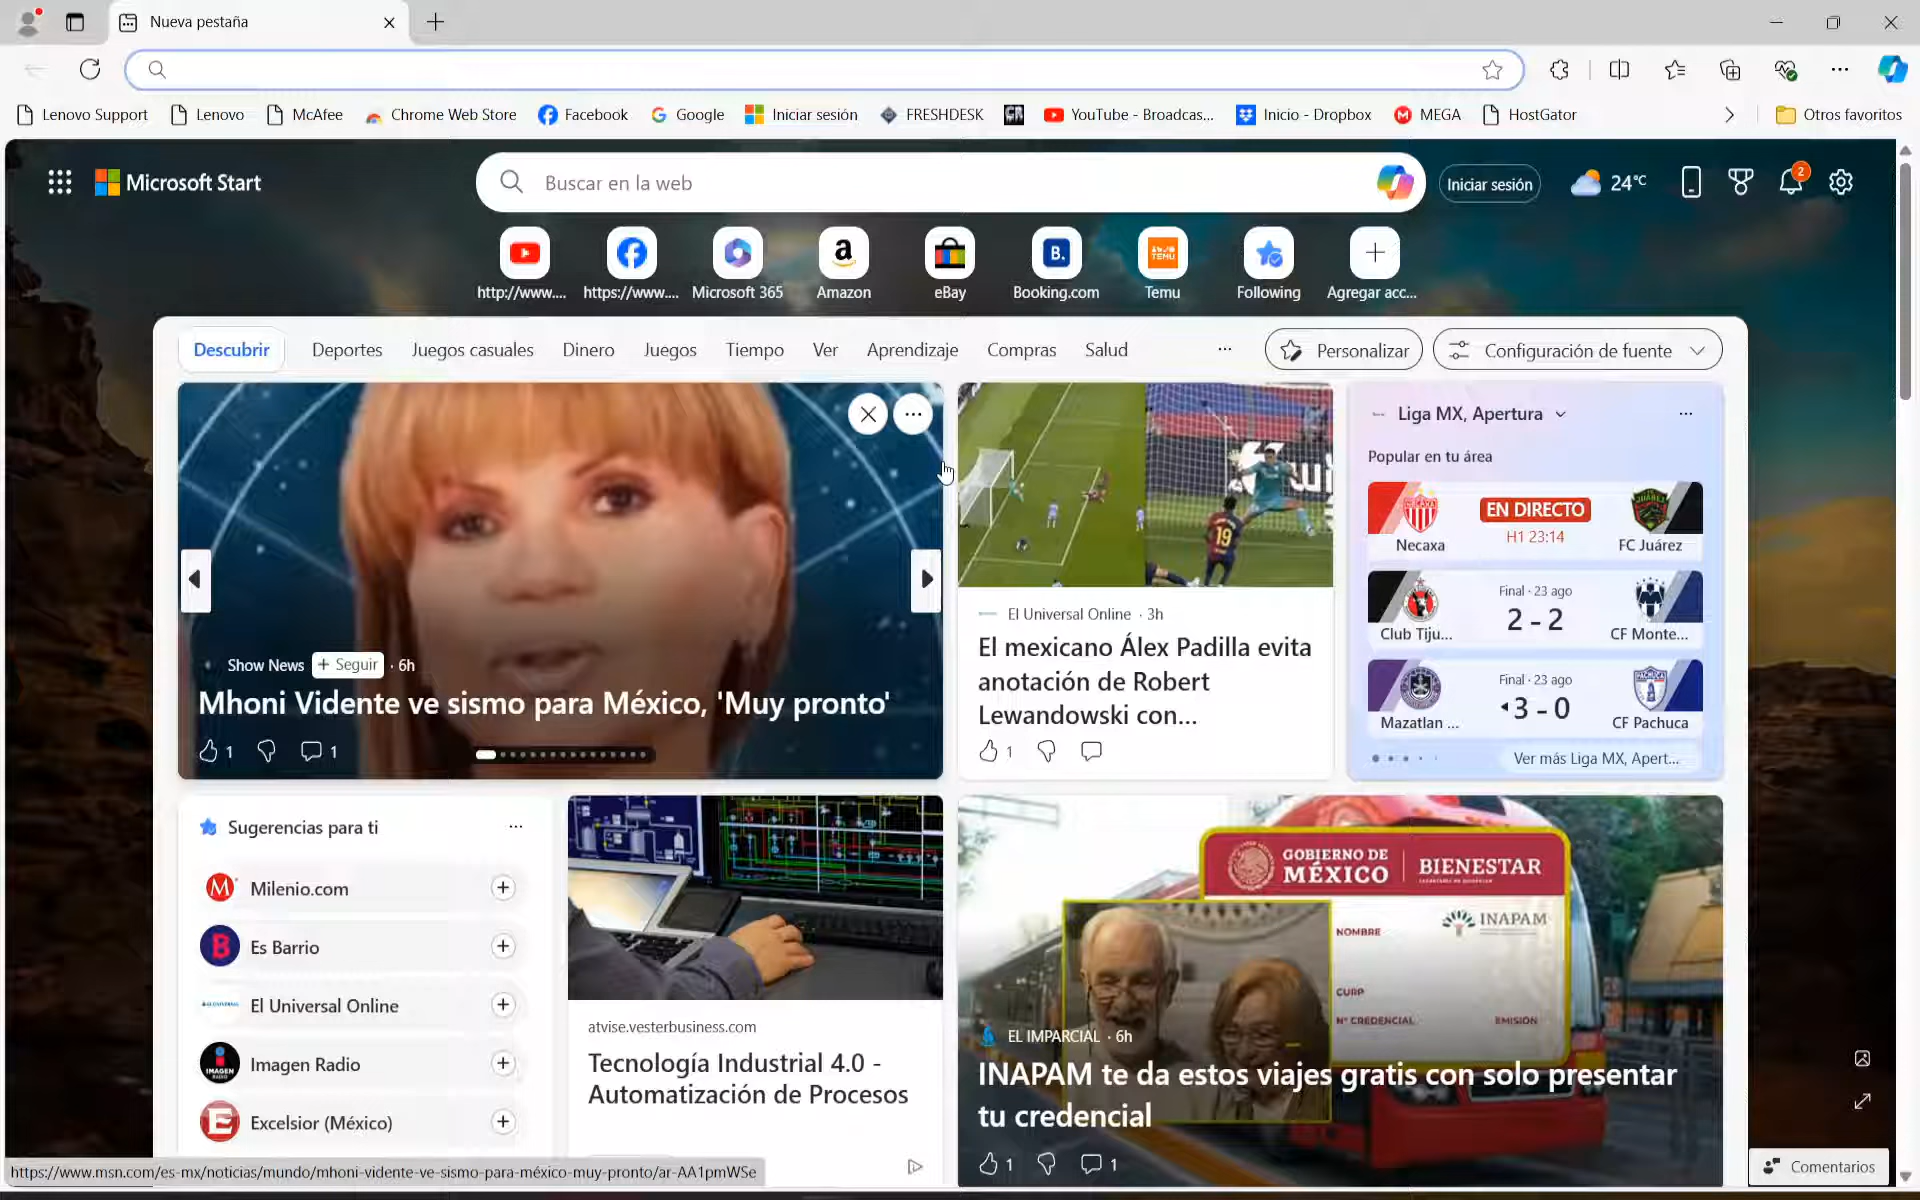 Nueva pestaña
Lenovo Support
Lenovo
McAfee
Chrome Web Store
Facebook
Google
Iniciar sesión
FRESHDESK
YouTube - Broadcas...
Inicio - Dropbox
MEGA
HostGator
Otros favoritos
Microsoft Start
Buscar en la web
Iniciar sesión
24°C
2
http://www....
https://www....
Microsoft 365
Amazon
eBay
Booking.com
Temu
Following
Agregar acc...
Descubrir
Deportes
Juegos casuales
Dinero
Juegos
Tiempo
Ver
Aprendizaje
Compras
Salud
Personalizar
Configuración de fuente
Show News + Seguir · 6h
Mhoni Vidente ve sismo para México, 'Muy pronto'
1
1
19
El Universal Online · 3h
El mexicano Álex Padilla evita
anotación de Robert
Lewandowski con...
1
Liga MX, Apertura
Popular en tu área
EN DIRECTO
H1 23:14
Necaxa
FC Juárez
Final · 23 ago
2 - 2
Club Tiju...
CF Monte...
Final · 23 ago
3 - 0
Mazatlan ...
CF Pachuca
Ver más Liga MX, Apert...
Sugerencias para ti
Milenio.com
Es Barrio
El Universal Online
Imagen Radio
Excelsior (México)
atvise.vesterbusiness.com
Tecnología Industrial 4.0 -
Automatización de Procesos
GOBIERNO DE
MÉXICO
BIENESTAR
INAPAM
NOMBRE
CURP
N° CREDENCIAL
EMISIÓN
EL IMPARCIAL · 6h
INAPAM te da estos viajes gratis con solo presentar
tu credencial
1
1
Comentarios
https://www.msn.com/es-mx/noticias/mundo/mhoni-vidente-ve-sismo-para-méxico-muy-pronto/ar-AA1pmWSe